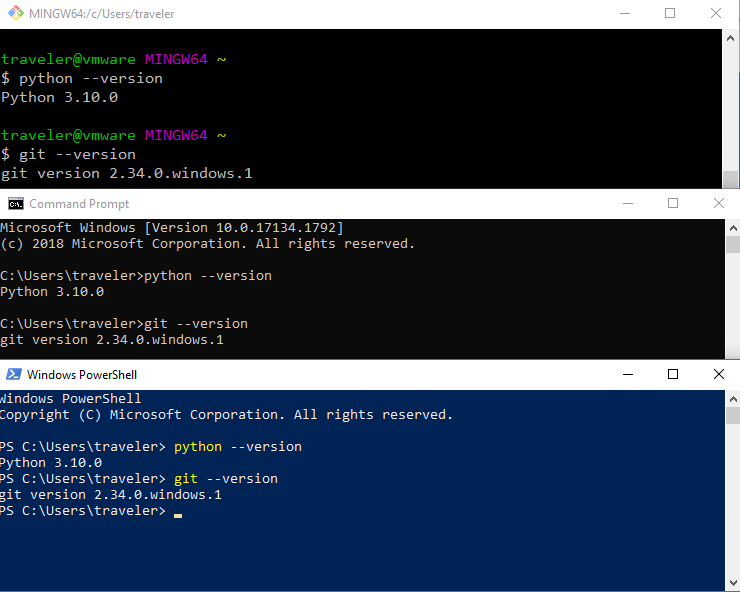 MINGW64:/c/Users/traveler
traveler@vmware MINGW64 ~
$ python --version
Python 3.10.0
traveler@vmware MINGW64 ~
$ git --version
git version 2.34.0.windows.1
Command Prompt
Microsoft Windows [Version 10.0.17134.1792]
(c) 2018 Microsoft Corporation. All rights reserved.
C:\Users\traveler>python --version
Python 3.10.0
C:\Users\traveler>git --version
git version 2.34.0.windows.1
Windows PowerShell
Windows PowerShell
Copyright (C) Microsoft Corporation. All rights reserved.
PS C:\Users\traveler> python --version
Python 3.10.0
PS C:\Users\traveler> git --version
git version 2.34.0.windows.1
PS C:\Users\traveler>